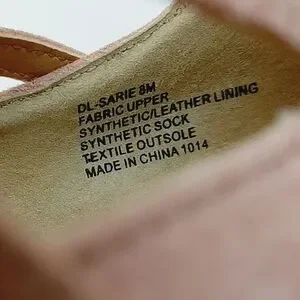 DL-SARIE 8M
FABRIC UPPER
SYNTHETIC/LEATHER LINING
SYNTHETIC SOCK
TEXTILE OUTSOLE
MADE IN CHINA 1014